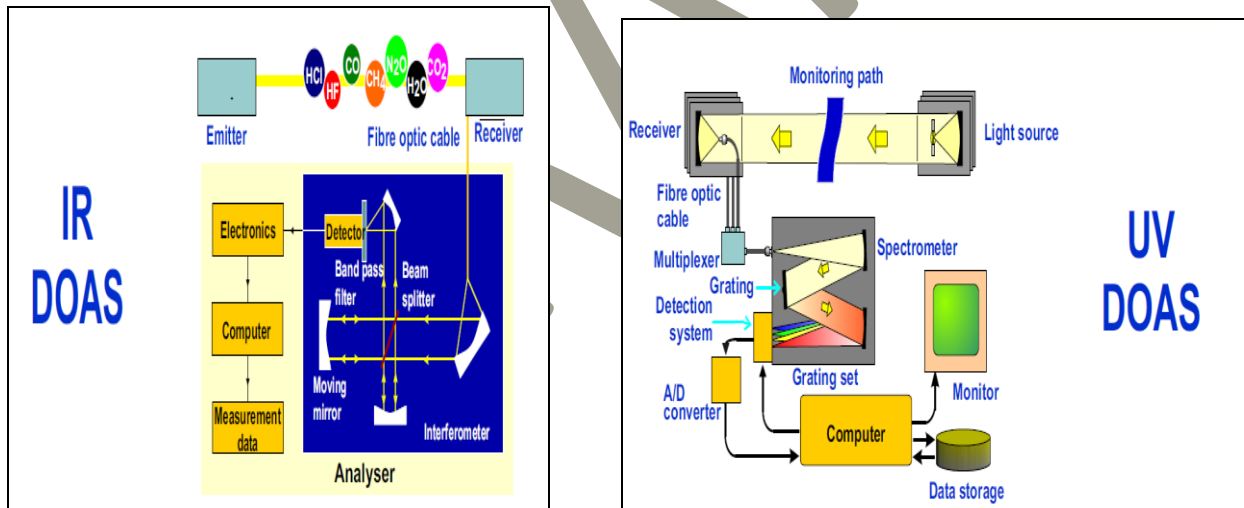 IR
DOAS
HCl
HF
CO
CH4
N2O
H2O
CO2
Emitter
Fibre optic cable
Receiver
Electronics
Detector
Band pass
filter
Beam
splitter
Computer
Moving
mirror
Measurement
data
Interferometer
Analyser
Monitoring path
Receiver
Light source
Fibre optic
cable
Multiplexer
Spectrometer
Grating
Detection
system
Grating set
A/D
converter
Computer
Monitor
Data storage
UV
DOAS